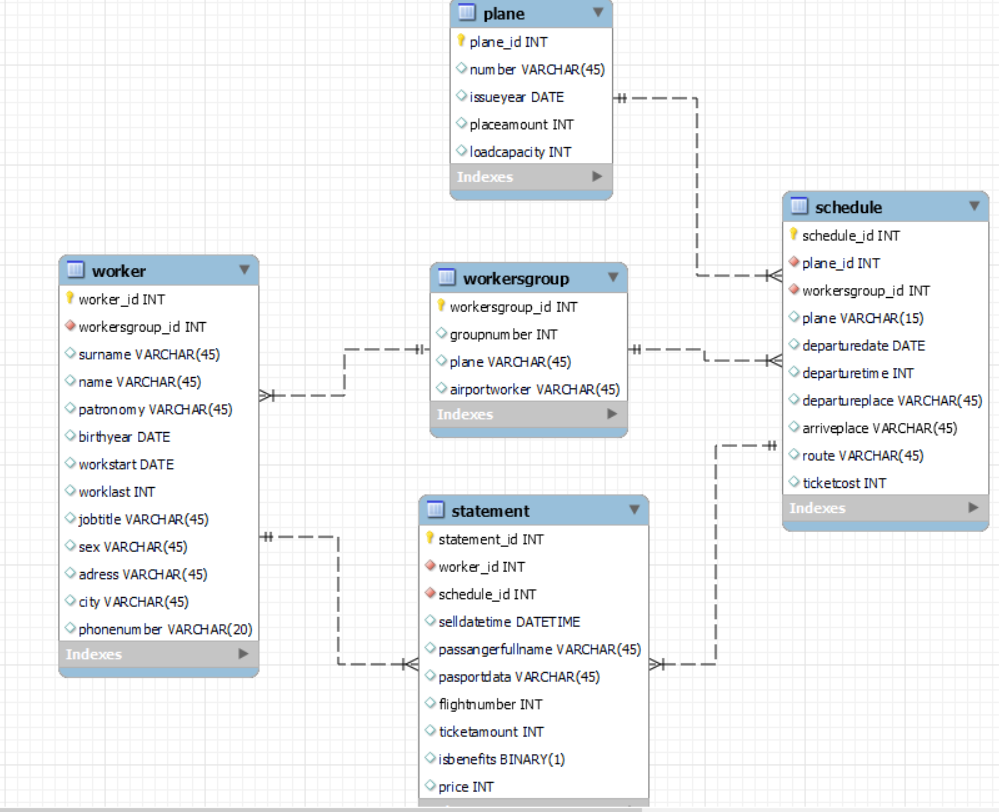 plane
plane_id INT
number VARCHAR(45)
issueyear DATE
placeamount INT
loadcapacity INT
Indexes
schedule
schedule_id INT
plane_id INT
workersgroup_id INT
plane VARCHAR(15)
departuredate DATE
departuretime INT
departureplace VARCHAR(45)
arriveplace VARCHAR(45)
route VARCHAR(45)
ticketcost INT
Indexes
worker
worker_id INT
workersgroup_id INT
surname VARCHAR(45)
name VARCHAR(45)
patronomy VARCHAR(45)
birthyear DATE
workstart DATE
worklast INT
jobtitle VARCHAR(45)
sex VARCHAR(45)
adress VARCHAR(45)
city VARCHAR(45)
phonenumber VARCHAR(20)
Indexes
workersgroup
workersgroup_id INT
groupnumber INT
plane VARCHAR(45)
airportworker VARCHAR(45)
Indexes
statement
statement_id INT
worker_id INT
schedule_id INT
selldatetime DATETIME
passangerfullname VARCHAR(45)
pasportdata VARCHAR(45)
flightnumber INT
ticketamount INT
isbenefits BINARY(1)
price INT